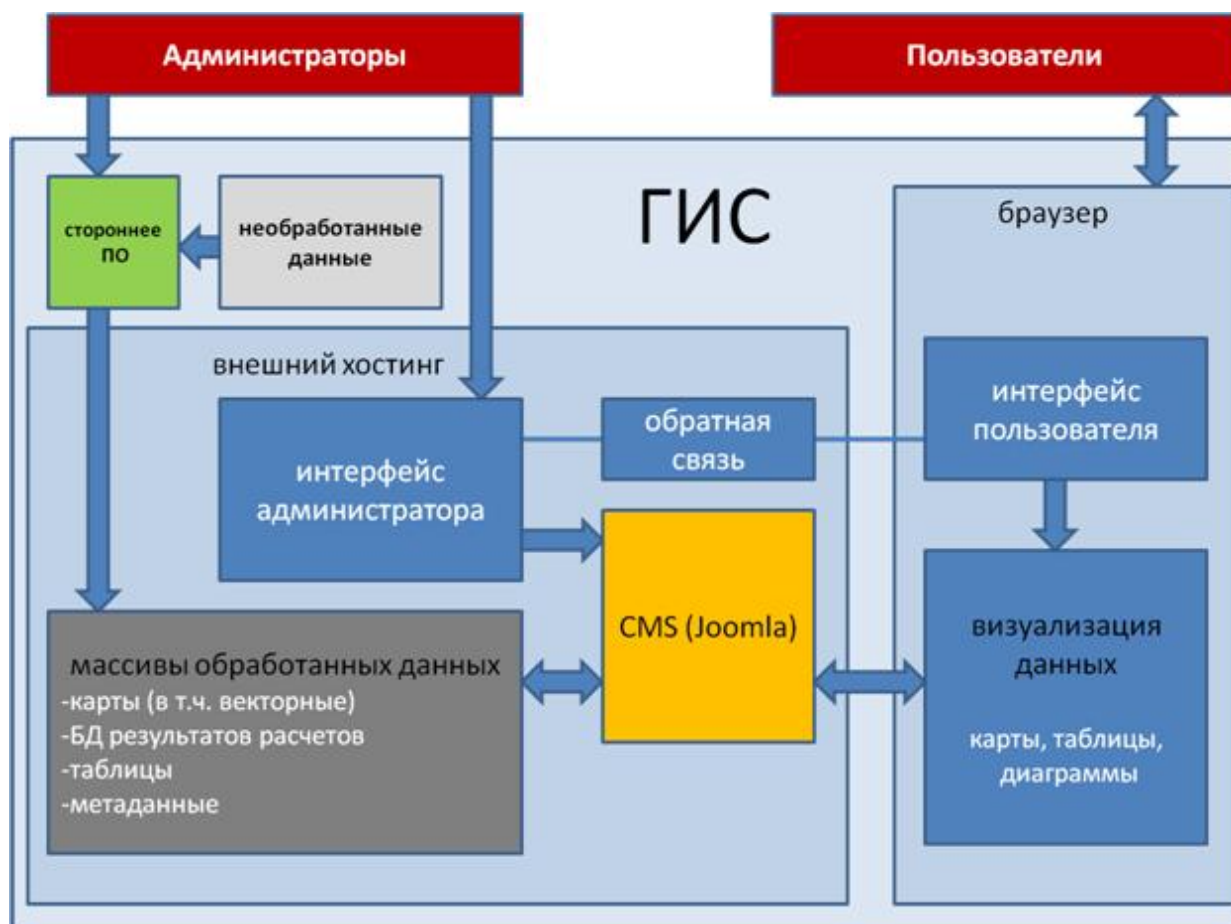 Администраторы
Пользователи
ГИС
браузер
стороннее
ПО
необработанные
данные
внешний хостинг
интерфейс
администратора
обратная
связь
интерфейс
пользователя
CMS (Joomla)
массивы обработанных данных
-карты (в т.ч. векторные)
-БД результатов расчетов
-таблицы
-метаданные
визуализация
данных
карты, таблицы,
диаграммы